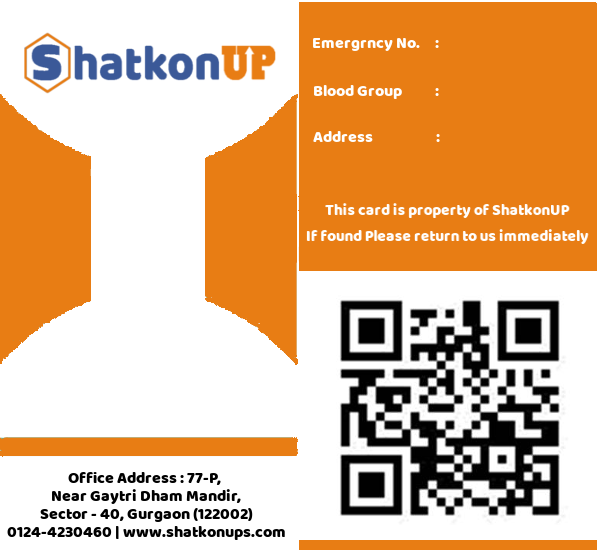 ShatkonUP
Office Address : 77-P,
Near Gaytri Dham Mandir,
Sector - 40, Gurgaon (122002)
0124-4230460 | www.shatkonups.com
Emergrncy No. :
Blood Group :
Address :
This card is property of ShatkonUP
If found Please return to us immediately